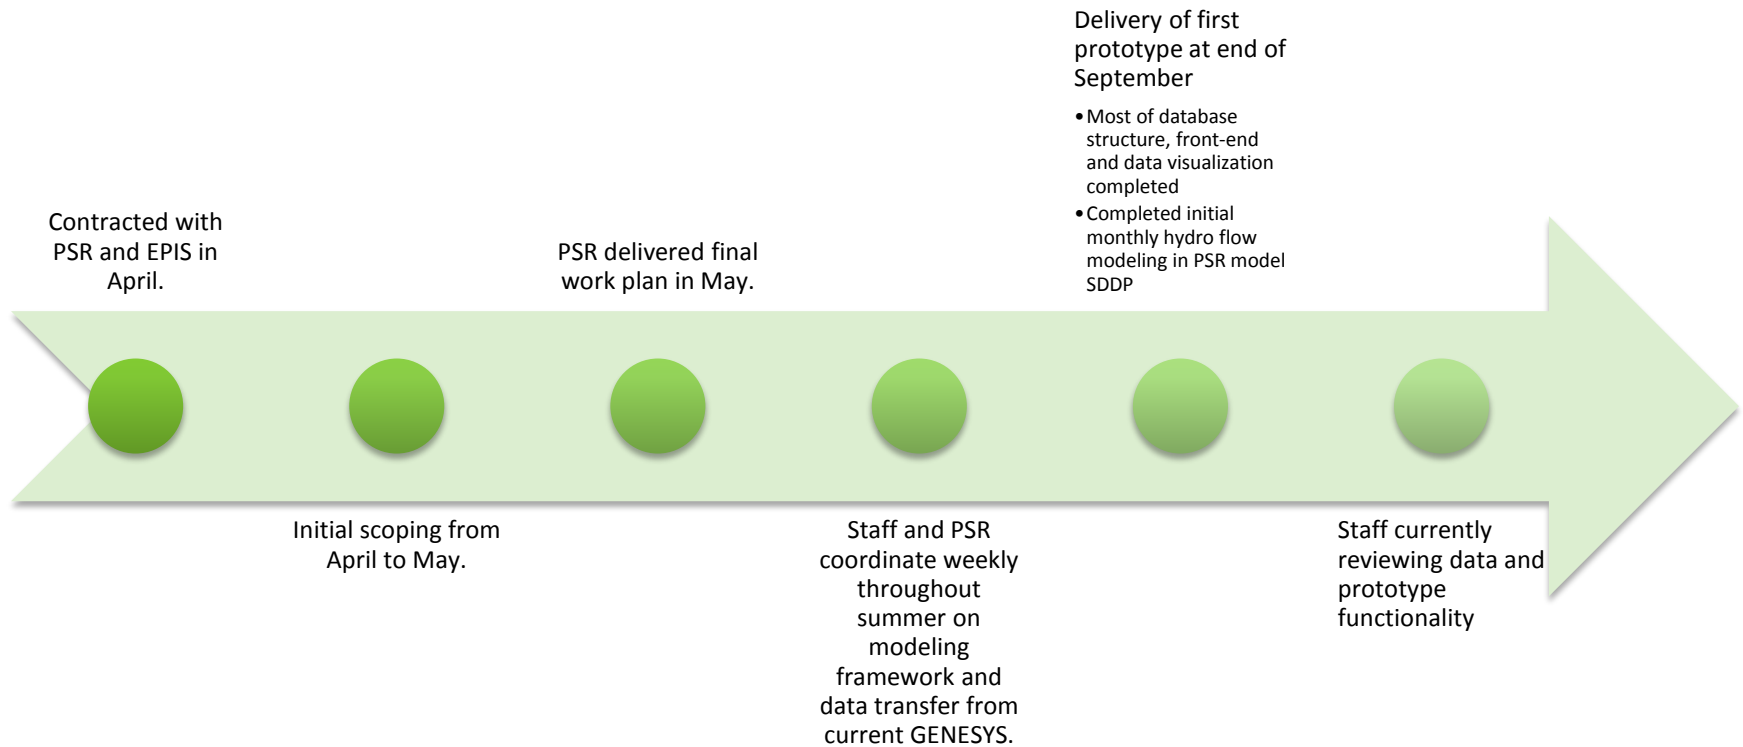 Contracted with
PSR and EPIS in
April.
Initial scoping from
April to May.
PSR delivered final
work plan in May.
Staff and PSR
coordinate weekly
throughout
summer on
modeling
framework and
data transfer from
current GENESYS.
Delivery of first
prototype at end of
September
•Most of database
structure, front-end
and data visualization
completed
•Completed initial
monthly hydro flow
modeling in PSR model
SDDP
Staff currently
reviewing data and
prototype
functionality